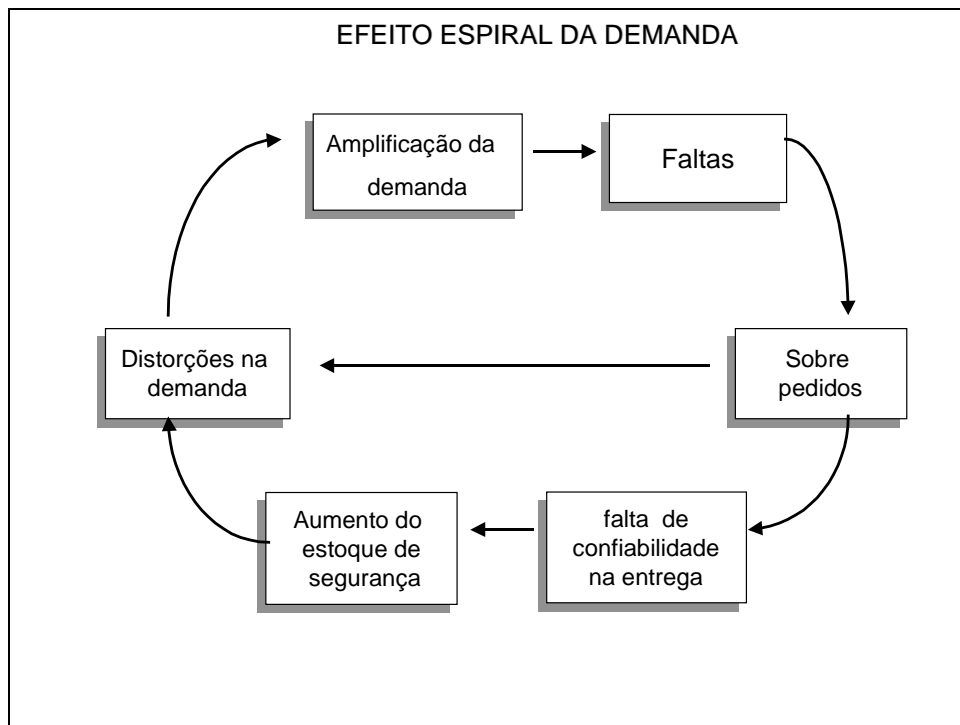 EFEITO ESPIRAL DA DEMANDA
Amplificação da
demanda
Faltas
Distorções na
demanda
Sobre
pedidos
Aumento do
estoque de
segurança
falta de
confiabilidade
na entrega